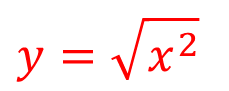 y = √x²